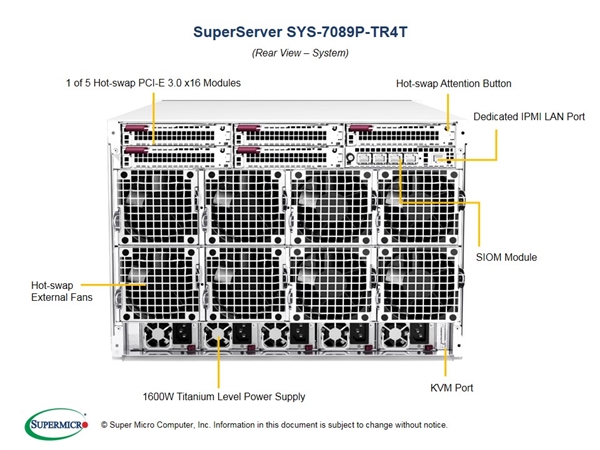 SuperServer SYS-7089P-TR4T
(Rear View – System)
1 of 5 Hot-swap PCI-E 3.0 x16 Modules
Hot-swap Attention Button
Dedicated IPMI LAN Port
SIOM Module
Hot-swap
External Fans
KVM Port
1600W Titanium Level Power Supply
SUPERMICRO
© Super Micro Computer, Inc. Information in this document is subject to change without notice.